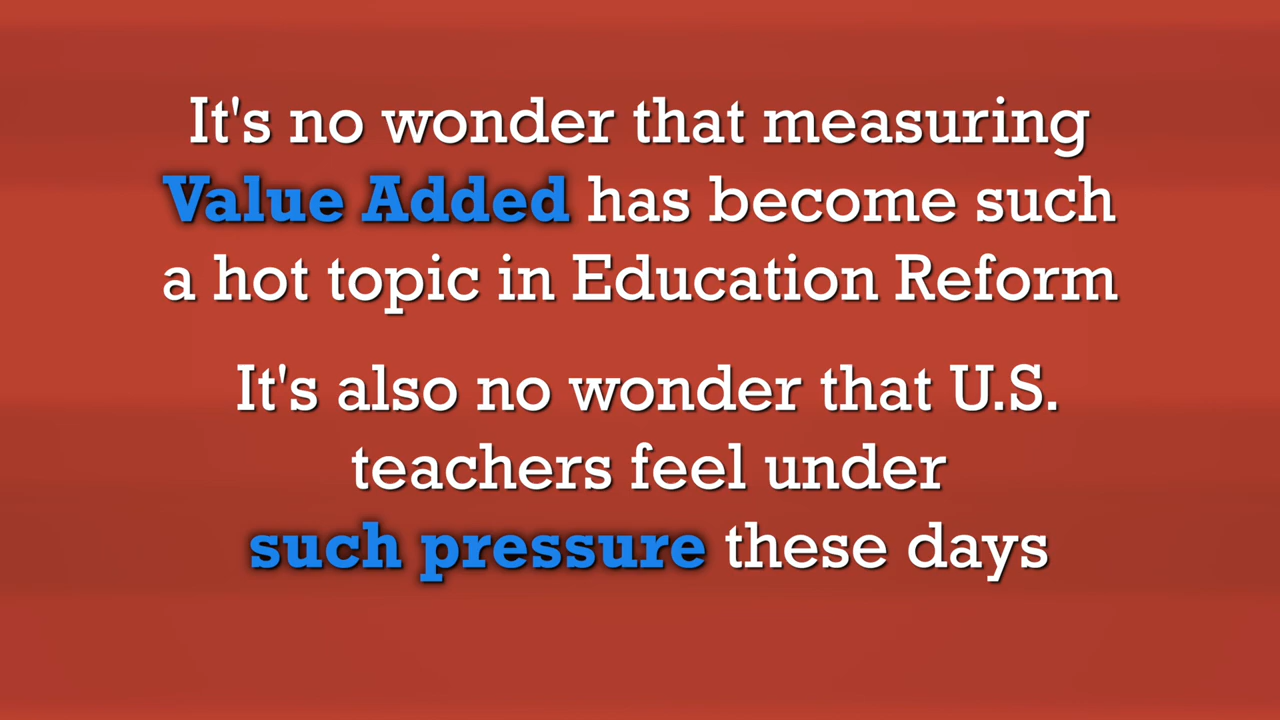 It's no wonder that measuring
Value Added has become such
a hot topic in Education Reform
It's also no wonder that U.S.
teachers feel under
such pressure these days